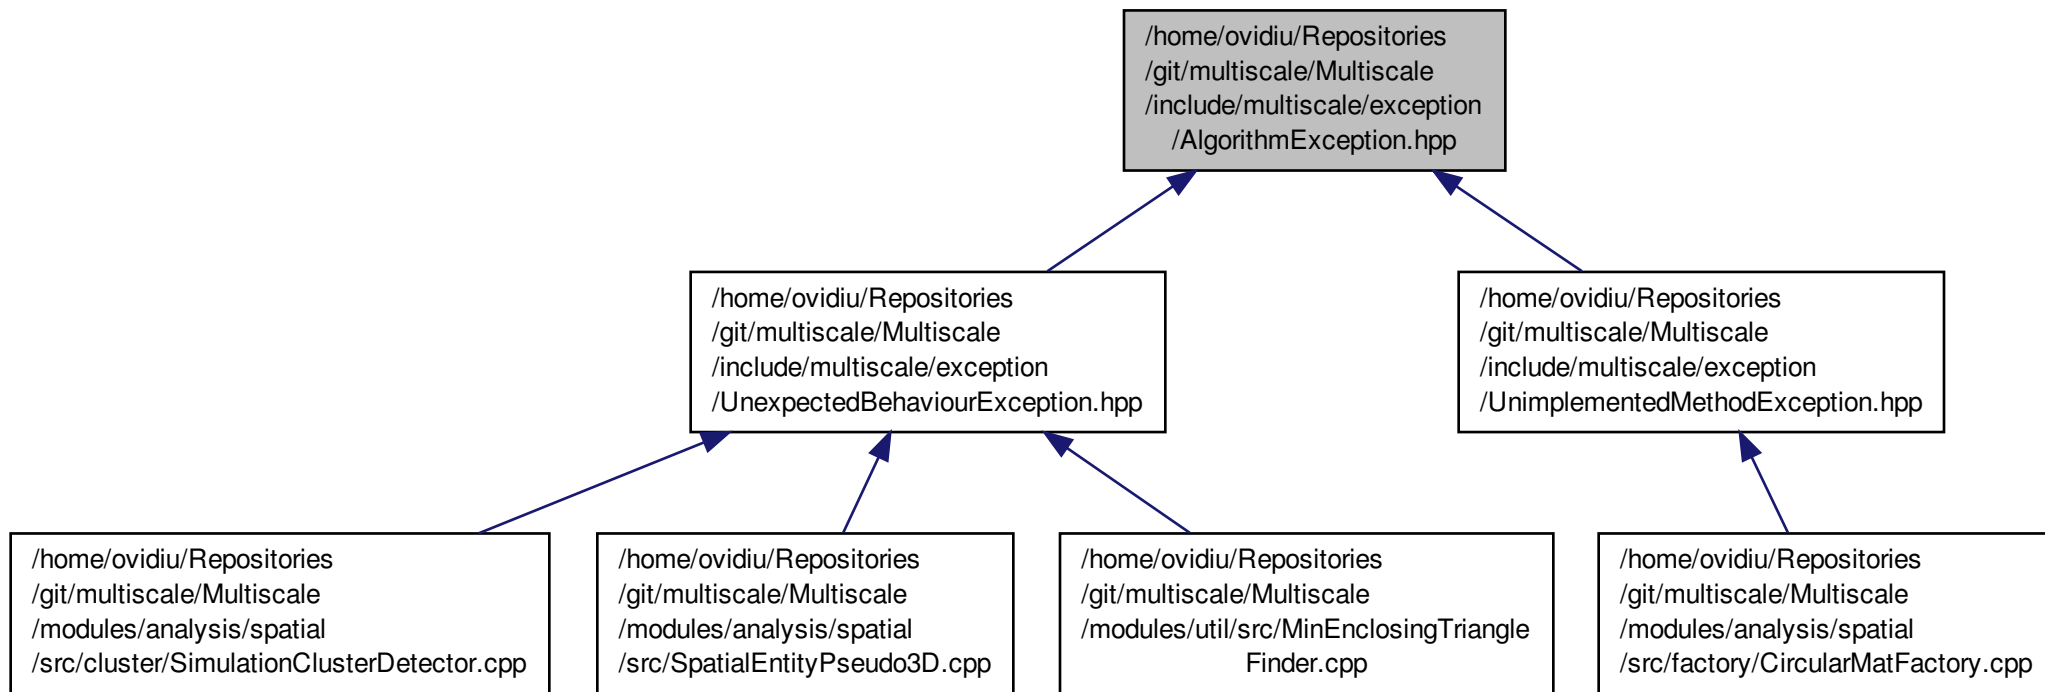 /home/ovidiu/Repositories
/git/multiscale/Multiscale
/include/multiscale/exception
/AlgorithmException.hpp
/home/ovidiu/Repositories
/git/multiscale/Multiscale
/include/multiscale/exception
/UnexpectedBehaviourException.hpp
/home/ovidiu/Repositories
/git/multiscale/Multiscale
/include/multiscale/exception
/UnimplementedMethodException.hpp
/home/ovidiu/Repositories
/git/multiscale/Multiscale
/modules/analysis/spatial
/src/cluster/SimulationClusterDetector.cpp
/home/ovidiu/Repositories
/git/multiscale/Multiscale
/modules/analysis/spatial
/src/SpatialEntityPseudo3D.cpp
/home/ovidiu/Repositories
/git/multiscale/Multiscale
/modules/util/src/MinEnclosingTriangle
Finder.cpp
/home/ovidiu/Repositories
/git/multiscale/Multiscale
/modules/analysis/spatial
/src/factory/CircularMatFactory.cpp